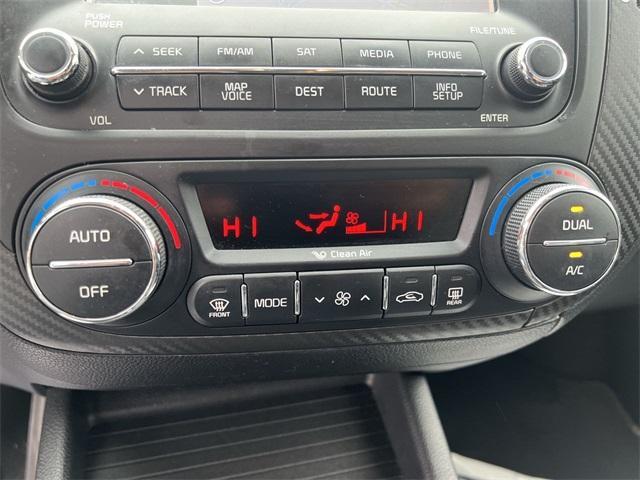 PUSH
POWER
FILE/TUNE
SEEK FM/AM SAT MEDIA PHONE
TRACK MAP VOICE DEST ROUTE INFO SETUP
VOL
ENTER
AUTO
OFF
HI HI
Clean Air
DUAL
A/C
FRONT MODE REAR